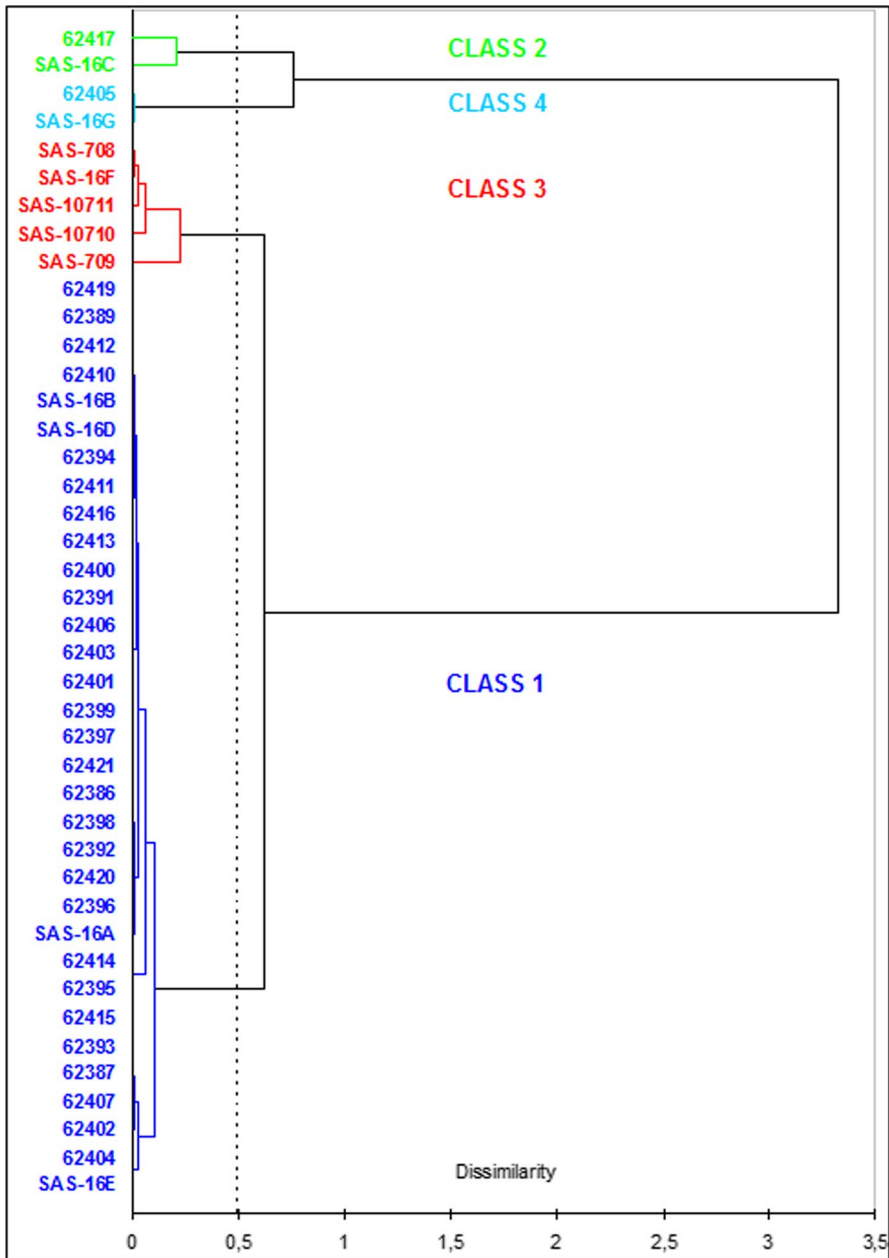 62417
SAS-16C
CLASS 2
62405
SAS-16G
CLASS 4
SAS-708
SAS-16F
SAS-10711
SAS-10710
SAS-709
CLASS 3
62419
62389
62412
62410
SAS-16B
SAS-16D
62394
62411
62416
62413
62400
62391
62406
62403
62401
62399
62397
62421
62386
62398
62392
62420
62396
SAS-16A
62414
62395
62415
62393
62387
62407
62402
62404
SAS-16E
CLASS 1
Dissimilarity
0 0,5 1 1,5 2 2,5 3 3,5